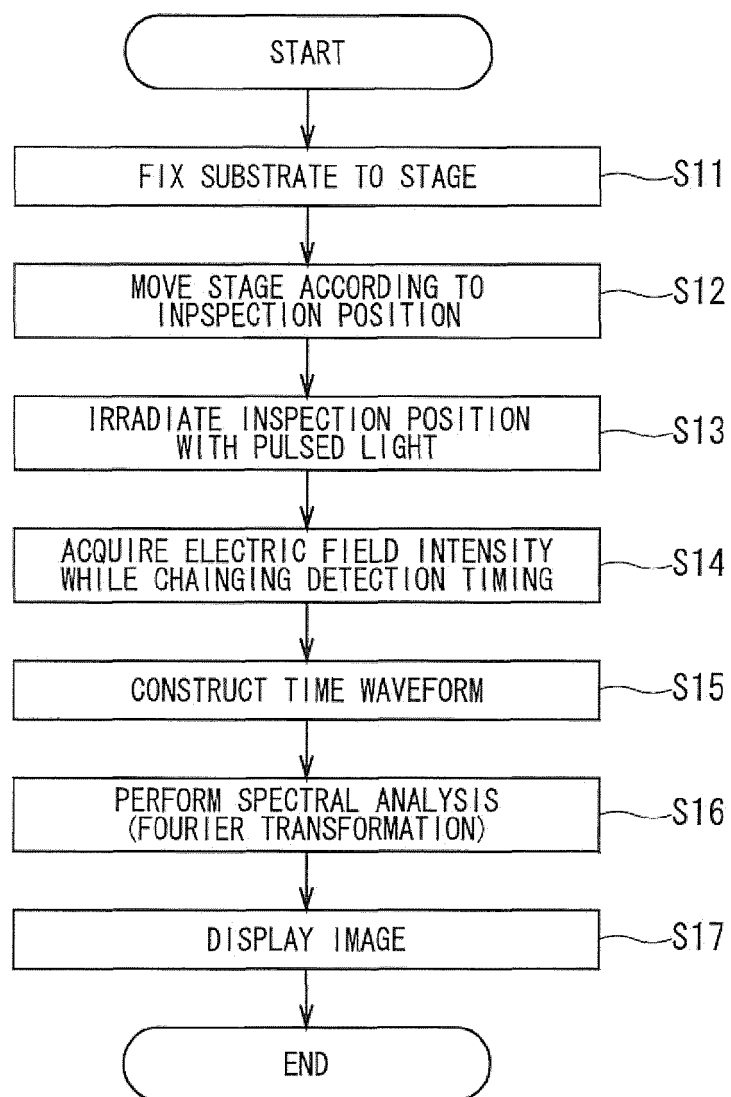 START
FIX SUBSTRATE TO STAGE
S11
MOVE STAGE ACCORDING TO
INPSPECTION POSITION
S12
IRRADIATE INSPECTION POSITION
WITH PULSED LIGHT
S13
ACQUIRE ELECTRIC FIELD INTENSITY
WHILE CHAINGING DETECTION TIMING
S14
CONSTRUCT TIME WAVEFORM
S15
PERFORM SPECTRAL ANALYSIS
(FOURIER TRANSFORMATION)
S16
DISPLAY IMAGE
S17
END